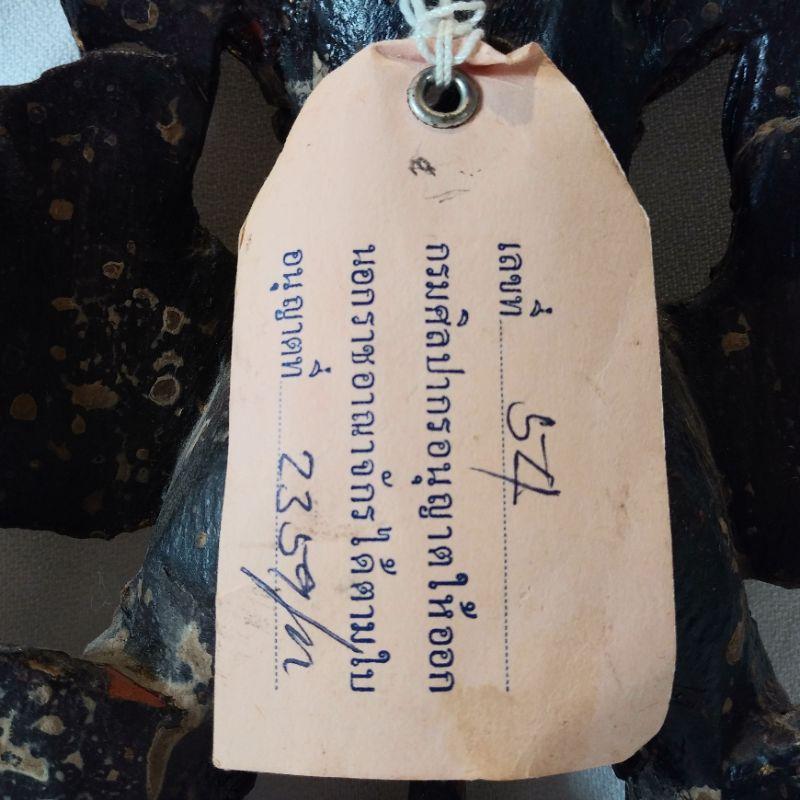 เลขที่ 54
กรมศิลปากรอนุญาตให้ออก
นอกราชอาณาจักรได้ตามใบ
อนุญาตที่ 2359/